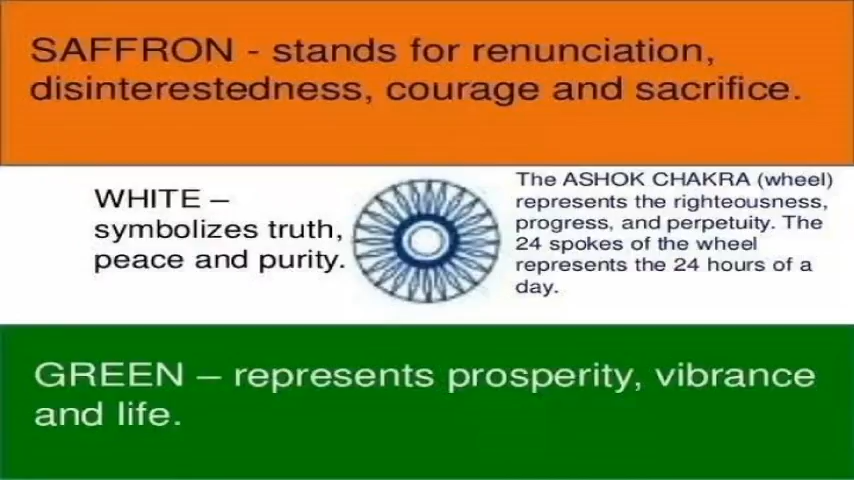 SAFFRON - stands for renunciation,
disinterestedness, courage and sacrifice.
WHITE –
symbolizes truth,
peace and purity.
The ASHOK CHAKRA (wheel)
represents the righteousness,
progress, and perpetuity. The
24 spokes of the wheel
represents the 24 hours of a
day.
GREEN – represents prosperity, vibrance
and life.